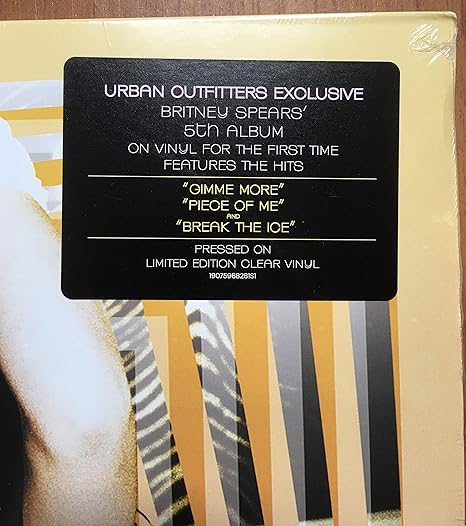 URBAN OUTFITTERS EXCLUSIVE
BRITNEY SPEARS'
5th ALBUM
ON VINYL FOR THE FIRST TIME
FEATURES THE HITS
"GIMME MORE"
"PIECE OF ME"
AND
"BREAK THE ICE"
PRESSED ON
LIMITED EDITION CLEAR VINYL
19075968281S1